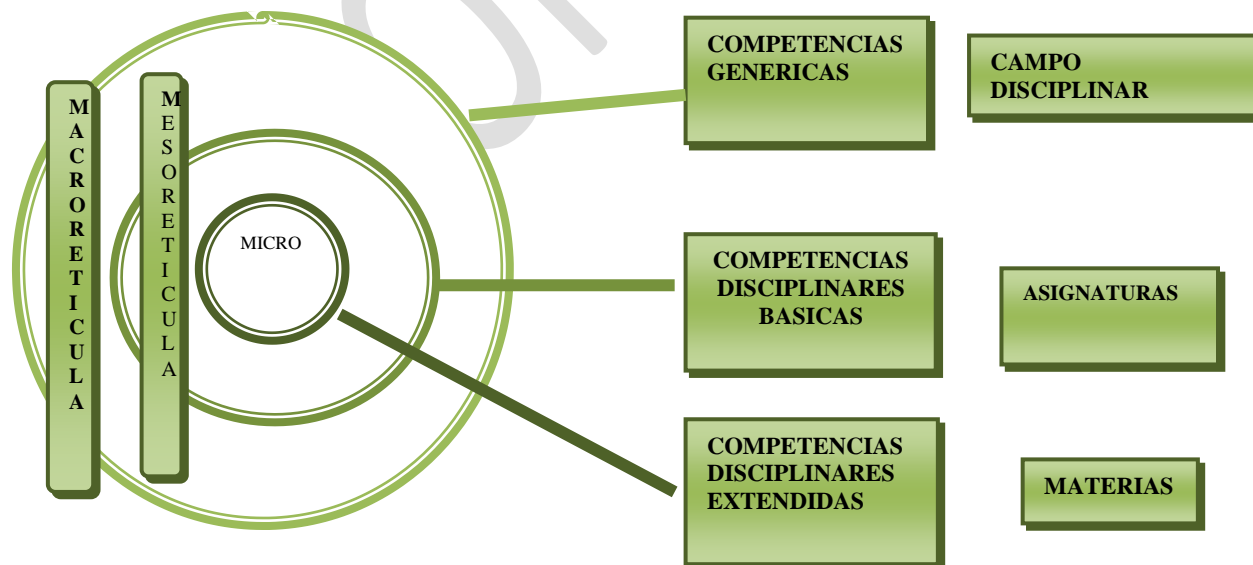 MACRORETICULA
MESORETICULA
MICRO
COMPETENCIAS
GENERICAS
CAMPO
DISCIPLINAR
COMPETENCIAS
DISCIPLINARES
BASICAS
ASIGNATURAS
COMPETENCIAS
DISCIPLINARES
EXTENDIDAS
MATERIAS